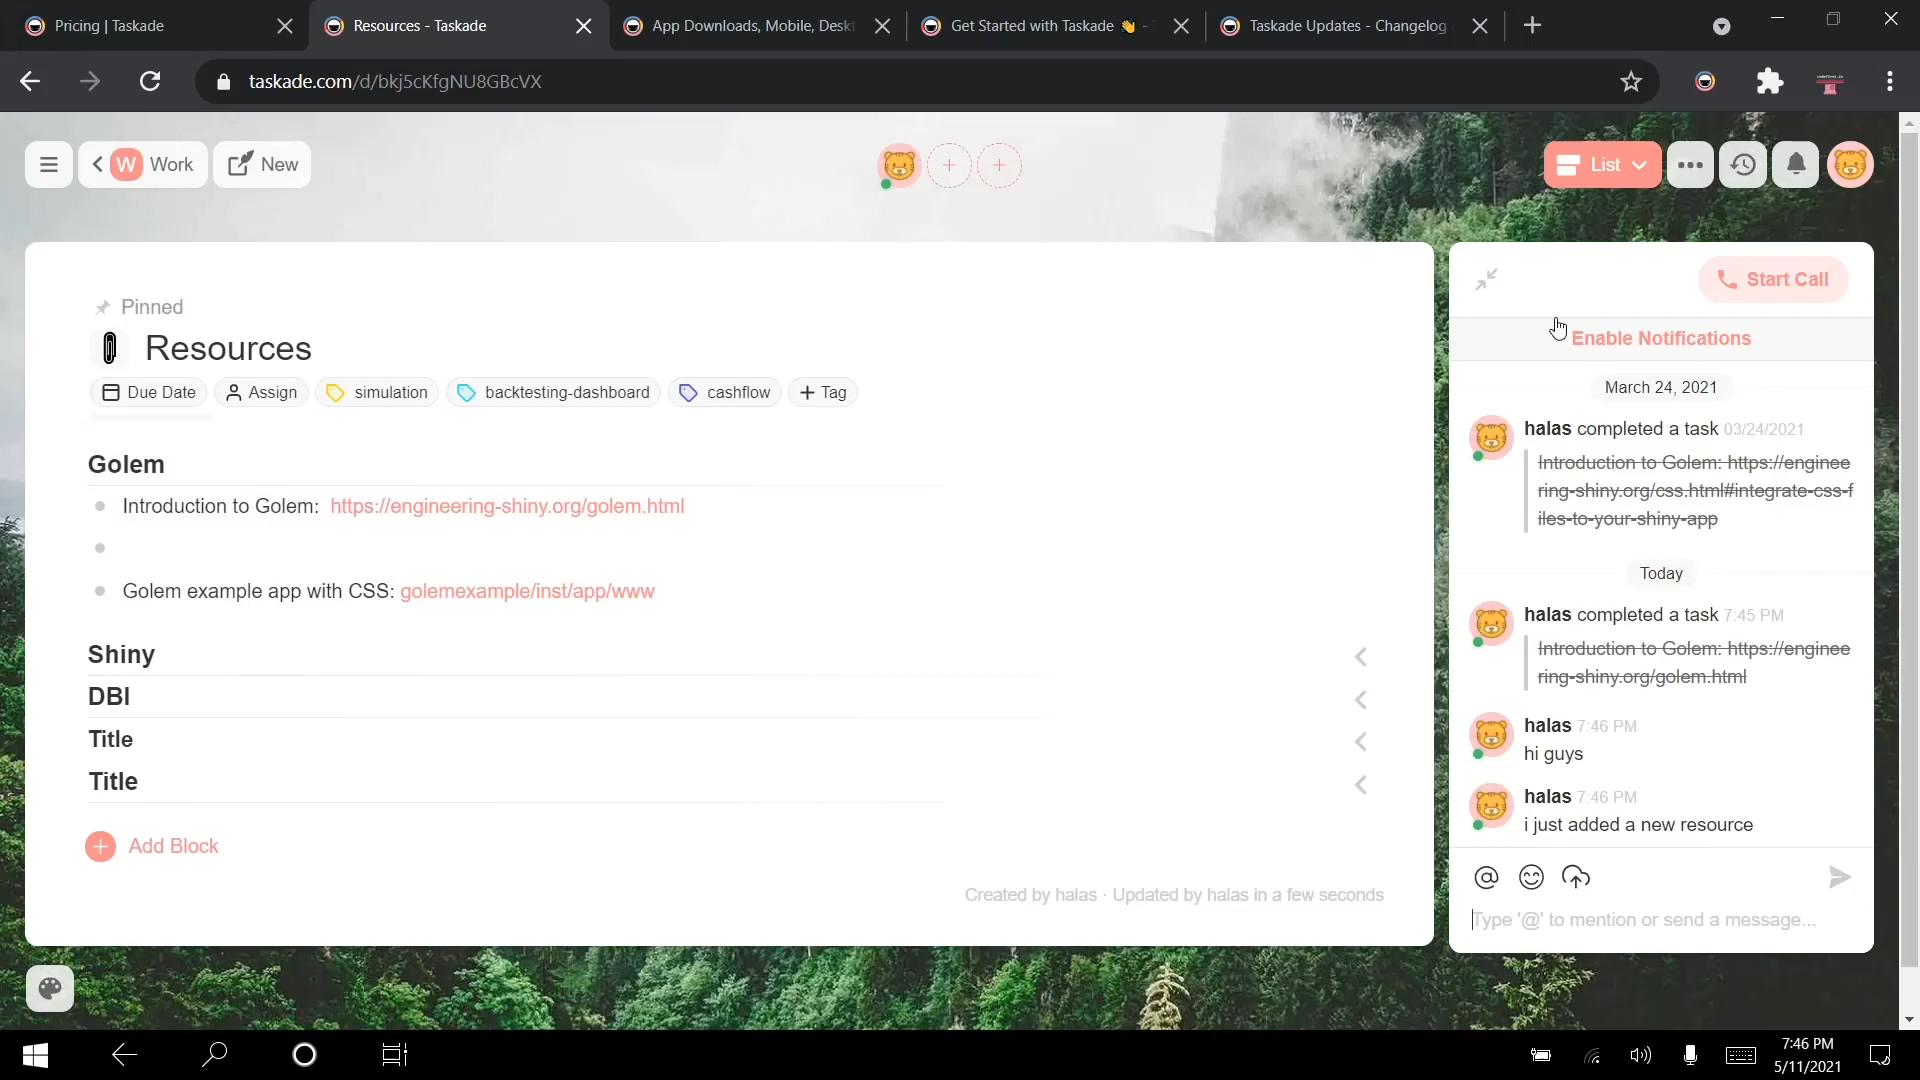 Pricing | Taskade
Resources - Taskade
App Downloads, Mobile, Deskt
Get Started with Taskade 👋 -
Taskade Updates - Changelog
taskade.com/d/bkj5cKfgNU8GBcVX
W Work
New
List
Pinned
Resources
Due Date
Assign
simulation
backtesting-dashboard
cashflow
+ Tag
Golem
Introduction to Golem: https://engineering-shiny.org/golem.html
Golem example app with CSS: golemexample/inst/app/www
Shiny
DBI
Title
Title
Add Block
Created by halas · Updated by halas in a few seconds
Start Call
Enable Notifications
March 24, 2021
halas completed a task 03/24/2021
Introduction to Golem: https://enginee
ring-shiny.org/css.html#integrate-css-f
iles-to-your-shiny-app
Today
halas completed a task 7:45 PM
Introduction to Golem: https://enginee
ring-shiny.org/golem.html
halas 7:46 PM
hi guys
halas 7:46 PM
i just added a new resource
Type '@' to mention or send a message...
7:46 PM
5/11/2021